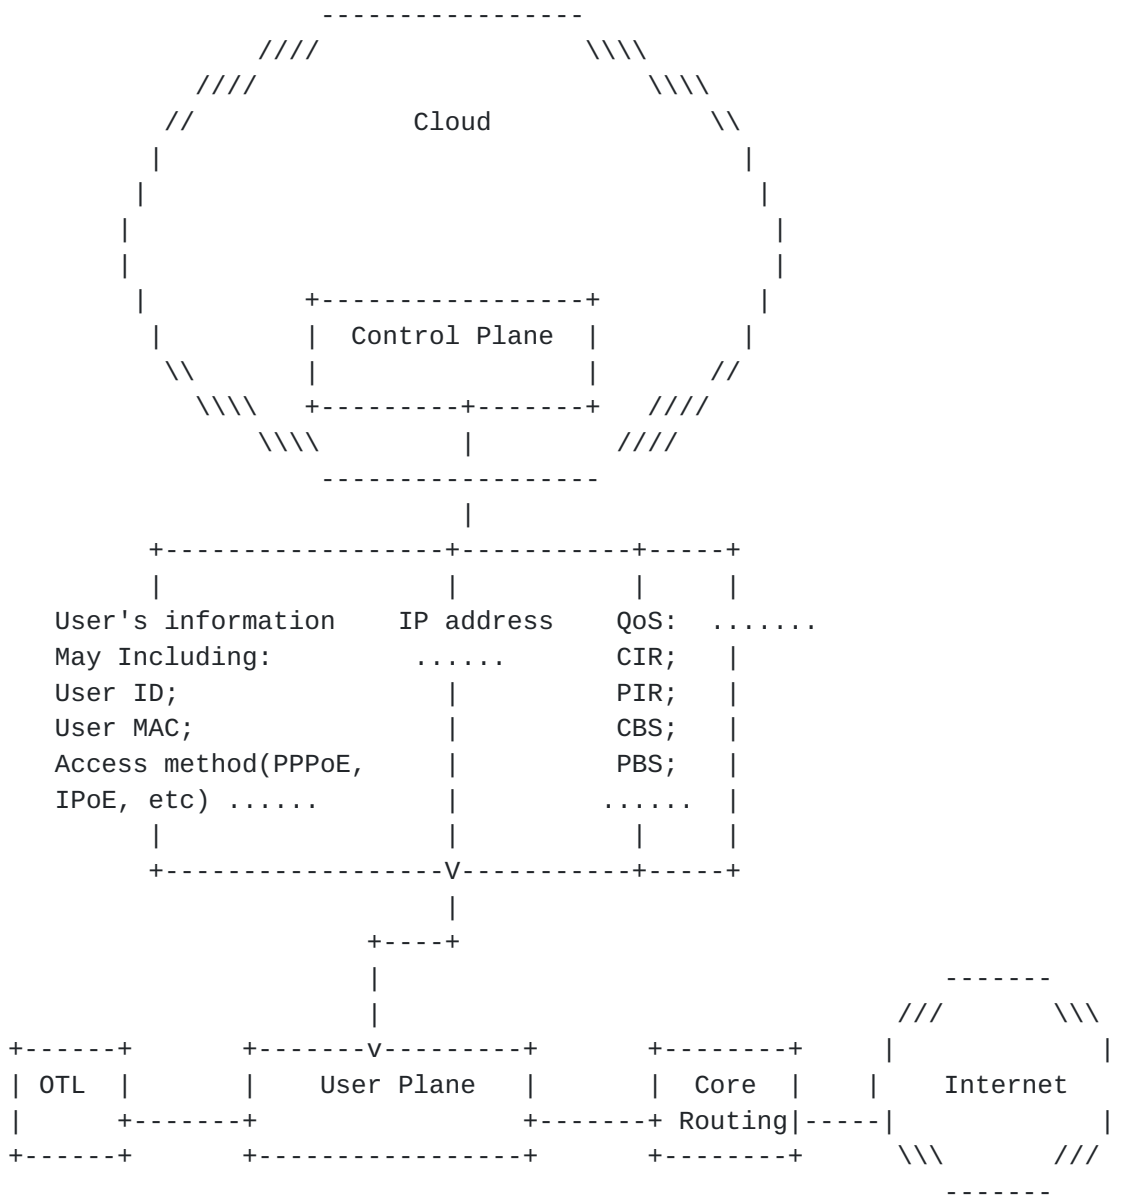 Cloud
Control Plane
User's information    IP address    QoS:  .......
May Including:         ......       CIR;
User ID;                            PIR;
User MAC;                           CBS;
Access method(PPPoE,                PBS;
IPoE, etc) ......                  ......
OTL    User Plane    Core    Internet
Routing